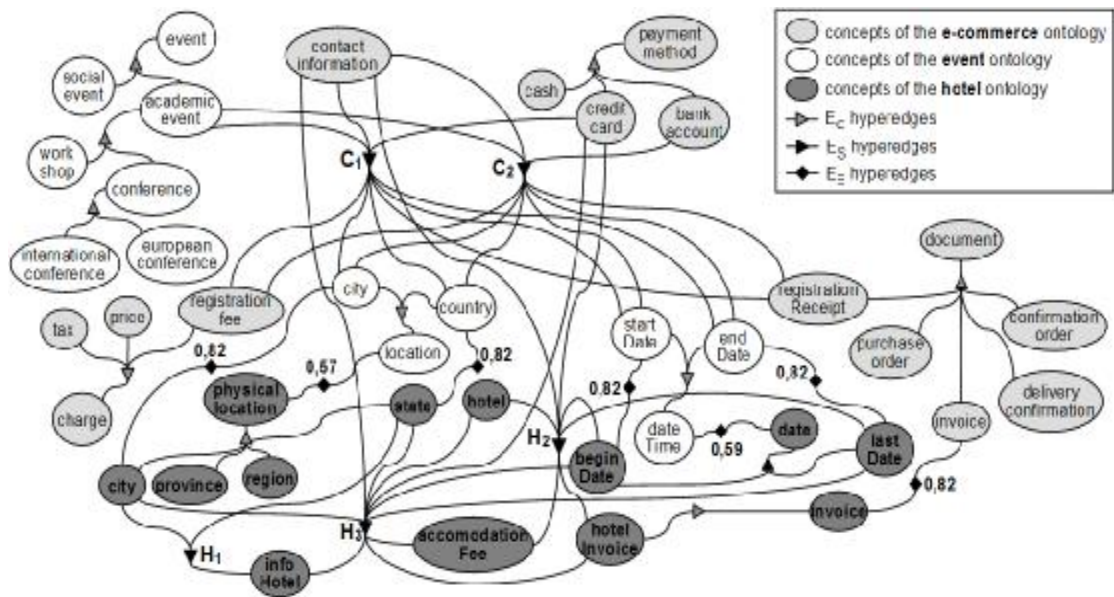 event
social
event
academic
event
work
shop
conference
international
conference
european
conference
contact
information
payment
method
cash
credit
card
bank
account
concepts of the e-commerce ontology
concepts of the event ontology
concepts of the hotel ontology
E_C hyperedges
E_S hyperedges
E_Ξ hyperedges
C1
C2
document
registration
Receipt
confirmation
order
purchase
order
delivery
confirmation
invoice
tax
price
registration
fee
charge
city
country
location
start
Date
end
Date
date
Time
0,82
0,57
0,82
0,82
0,59
0,82
0,82
physical
location
state
hotel
date
last
Date
begin
Date
city
province
region
H1
H2
H3
info
Hotel
accomodation
Fee
hotel
Invoice
invoice